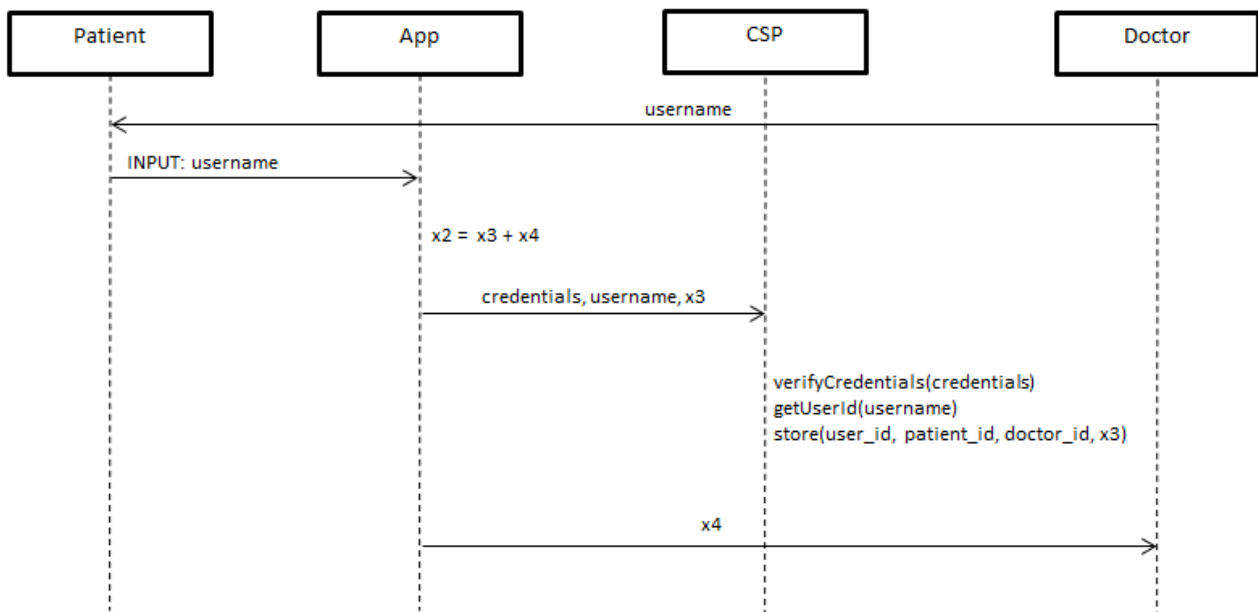 Patient
App
CSP
Doctor
username
INPUT: username
x2 = x3 + x4
credentials, username, x3
verifyCredentials(credentials)
getUserId(username)
store(user_id, patient_id, doctor_id, x3)
x4